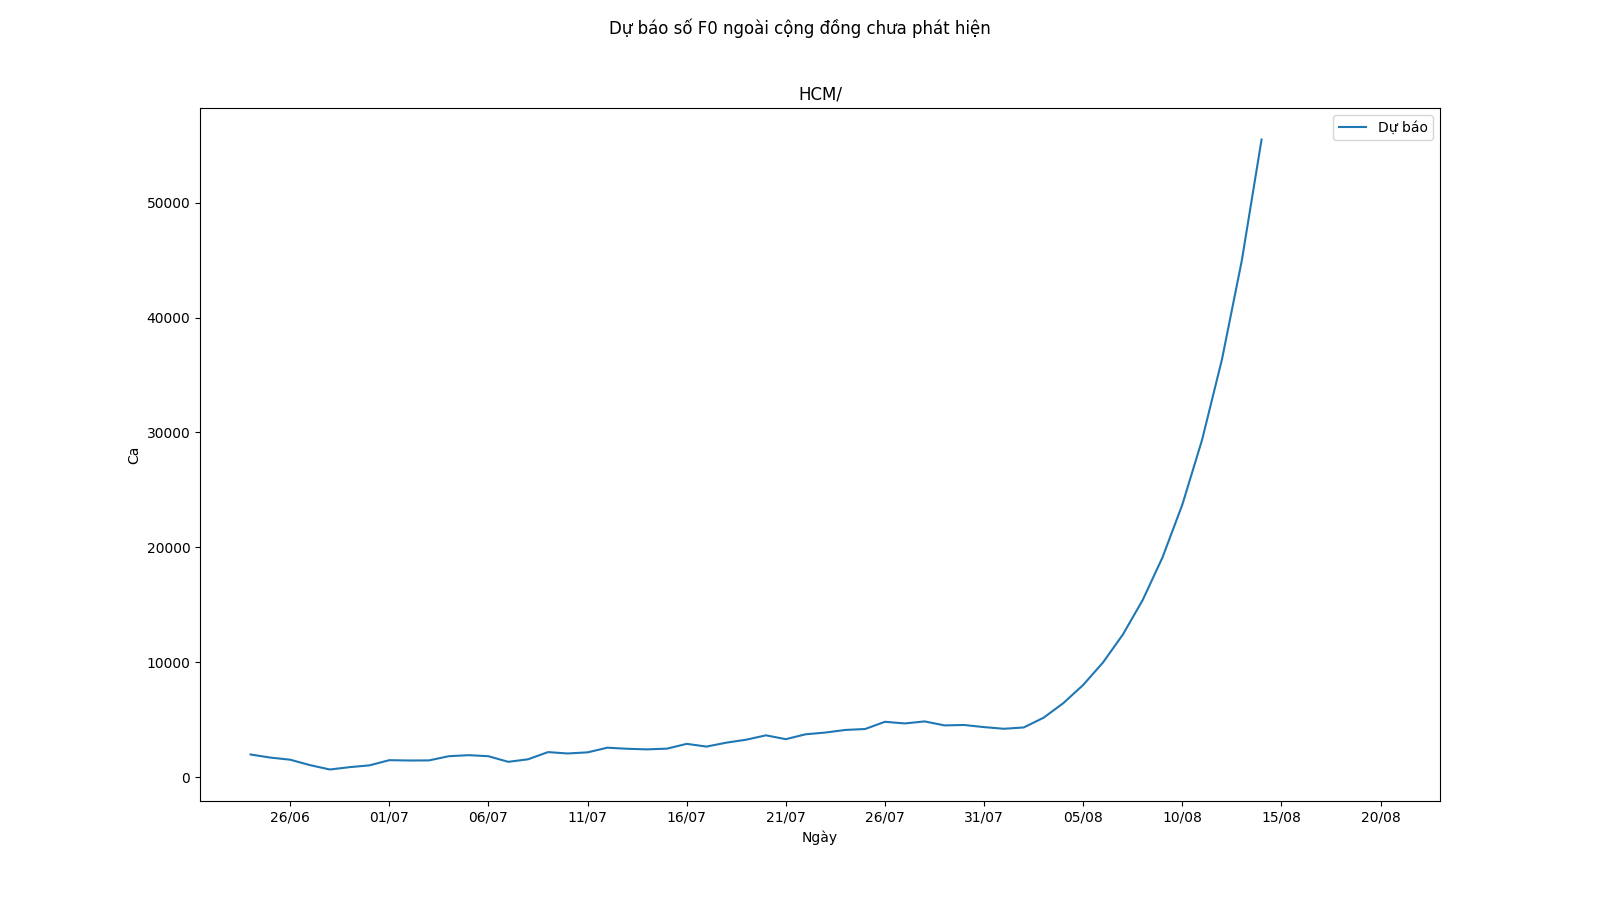 Dự báo số F0 ngoài cộng đồng chưa phát hiện
HCM/
Dự báo
50000
40000
30000
20000
10000
0
Ca
26/06 01/07 06/07 11/07 16/07 21/07 26/07 31/07 05/08 10/08 15/08 20/08
Ngày